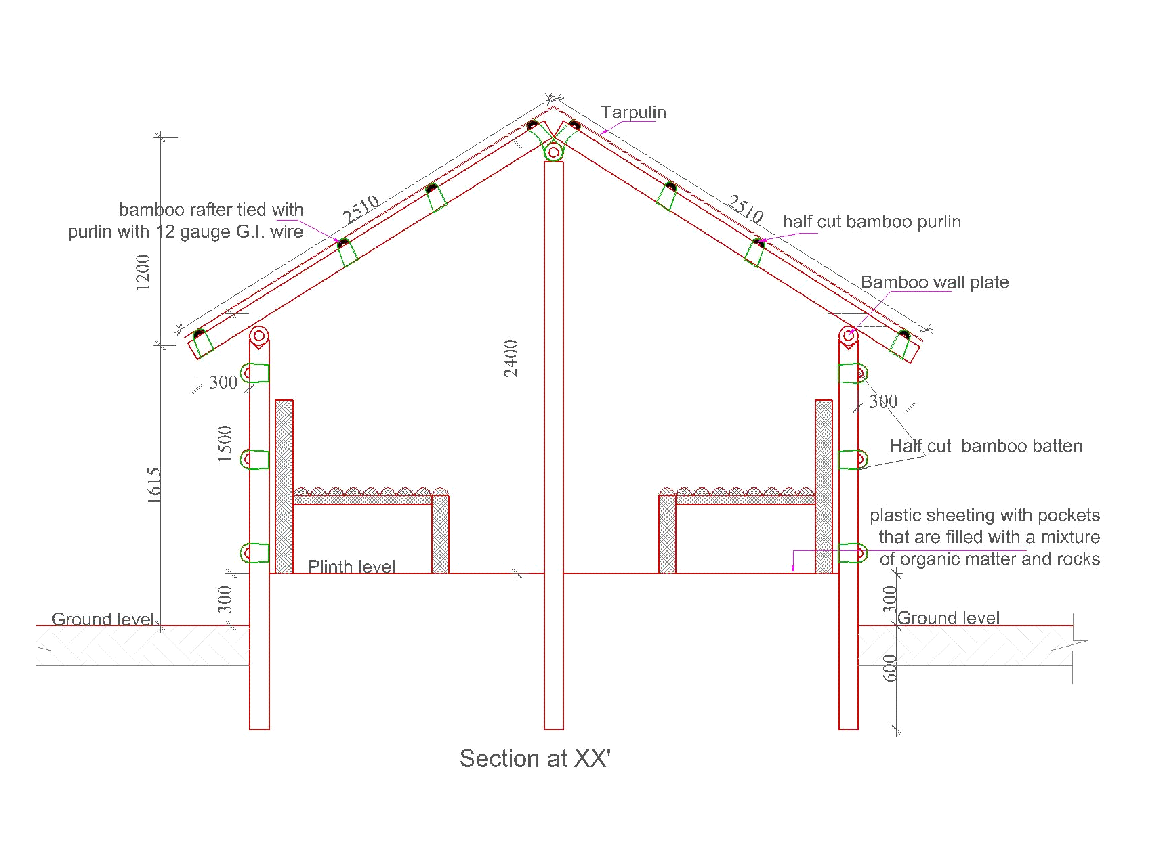 Tarpulin
bamboo rafter tied with
purlin with 12 gauge G.I. wire
2510
2510
half cut bamboo purlin
1200
Bamboo wall plate
2400
300
300
1500
Half cut bamboo batten
1615
plastic sheeting with pockets
that are filled with a mixture
of organic matter and rocks
Plinth level
300
300
Ground level
Ground level
600
Section at XX'